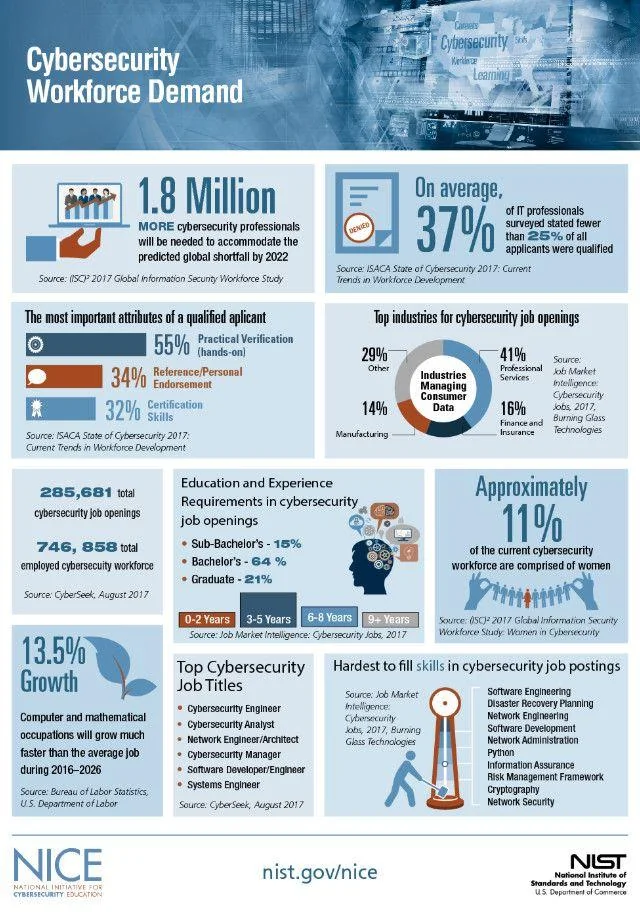 Cybersecurity
Workforce Demand
Careers
Cybersecurity
Skills
Workforce
Learning
1.8 Million
MORE cybersecurity professionals
will be needed to accommodate the
predicted global shortfall by 2022
Source: (ISC)² 2017 Global Information Security Workforce Study
DENIED
On average,
37%
of IT professionals
surveyed stated fewer
than 25% of all
applicants were qualified
Source: ISACA State of Cybersecurity 2017: Current
Trends in Workforce Development
The most important attributes of a qualified aplicant
55% Practical Verification
(hands-on)
34% Reference/Personal
Endorsement
32% Certification
Skills
Source: ISACA State of Cybersecurity 2017:
Current Trends in Workforce Development
Top industries for cybersecurity job openings
29%
Other
41%
Professional
Services
14%
Manufacturing
16%
Finance and
Insurance
Industries
Managing
Consumer
Data
Source:
Job Market
Intelligence:
Cybersecurity
Jobs, 2017,
Burning Glass
Technologies
285,681 total
cybersecurity job openings
746, 858 total
employed cybersecurity workforce
Source: CyberSeek, August 2017
Education and Experience
Requirements in cybersecurity
job openings
• Sub-Bachelor's - 15%
• Bachelor's - 64 %
• Graduate - 21%
0-2 Years
3-5 Years
6-8 Years
9+ Years
Source: Job Market Intelligence: Cybersecurity Jobs, 2017
Approximately
11%
of the current cybersecurity
workforce are comprised of women
Source: (ISC)² 2017 Global Information Security
Workforce Study: Women in Cybersecurity
13.5%
Growth
Computer and mathematical
occupations will grow much
faster than the average job
during 2016–2026
Source: Bureau of Labor Statistics,
U.S. Department of Labor
Top Cybersecurity
Job Titles
• Cybersecurity Engineer
• Cybersecurity Analyst
• Network Engineer/Architect
• Cybersecurity Manager
• Software Developer/Engineer
• Systems Engineer
Source: CyberSeek, August 2017
Hardest to fill skills in cybersecurity job postings
Source: Job Market
Intelligence:
Cybersecurity
Jobs, 2017, Burning
Glass Technologies
Software Engineering
Disaster Recovery Planning
Network Engineering
Software Development
Network Administration
Python
Information Assurance
Risk Management Framework
Cryptography
Network Security
NICE
NATIONAL INITIATIVE FOR
CYBERSECURITY EDUCATION
nist.gov/nice
NIST
National Institute of
Standards and Technology
U.S. Department of Commerce